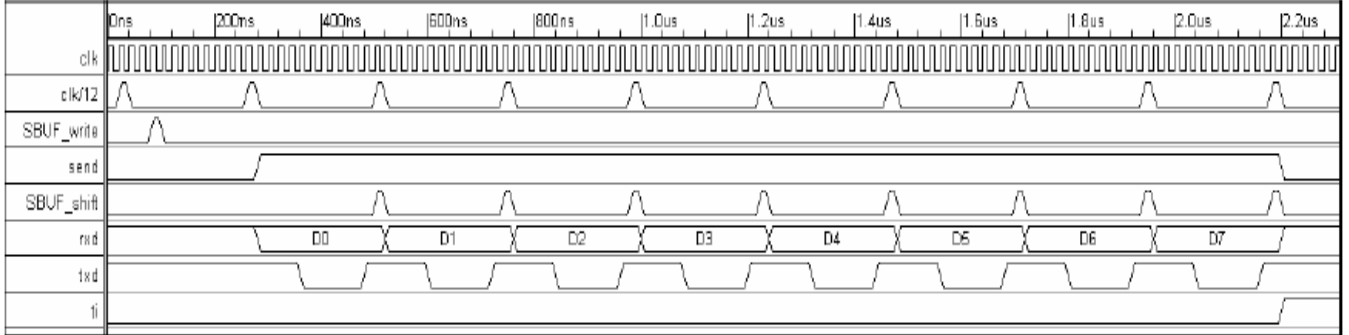 0ns 200ns 400ns 600ns 800ns 1.0us 1.2us 1.4us 1.6us 1.8us 2.0us 2.2us
clk
clk/12
SBUF_write
send
SBUF_shift
rxd D0 D1 D2 D3 D4 D5 D6 D7
txd
ti